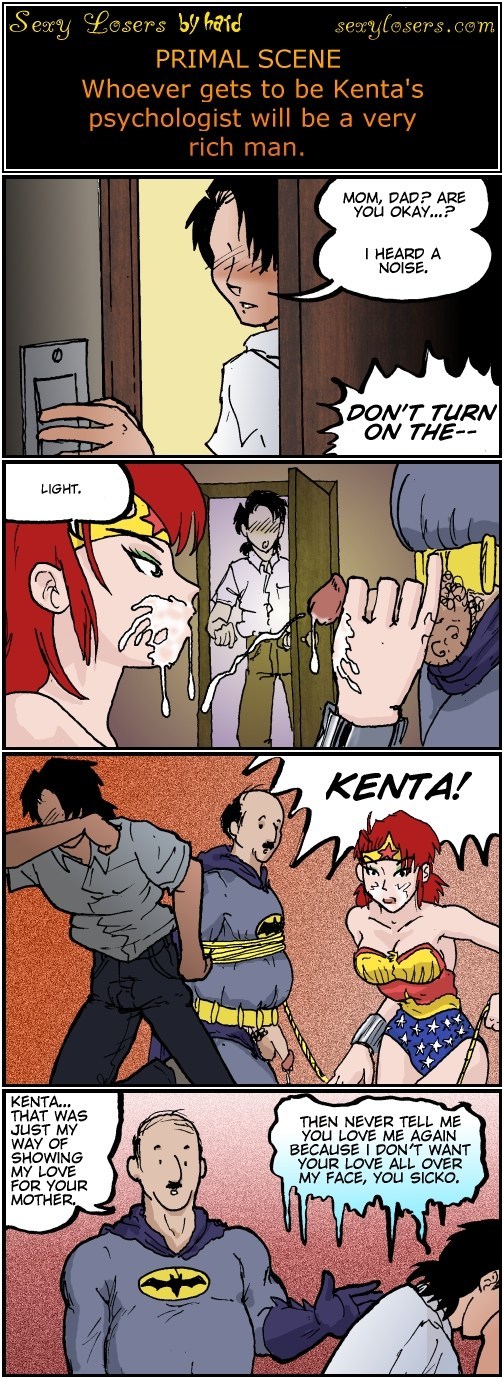 Sexy Losers by hard
sexylosers.com
PRIMAL SCENE
Whoever gets to be Kenta's
psychologist will be a very
rich man.
MOM, DAD? ARE
YOU OKAY...?
I HEARD A
NOISE.
DON'T TURN
ON THE--
LIGHT.
KENTA!
KENTA...
THAT WAS
JUST MY
WAY OF
SHOWING
MY LOVE
FOR YOUR
MOTHER.
THEN NEVER TELL ME
YOU LOVE ME AGAIN
BECAUSE I DON'T WANT
YOUR LOVE ALL OVER
MY FACE, YOU SICKO.